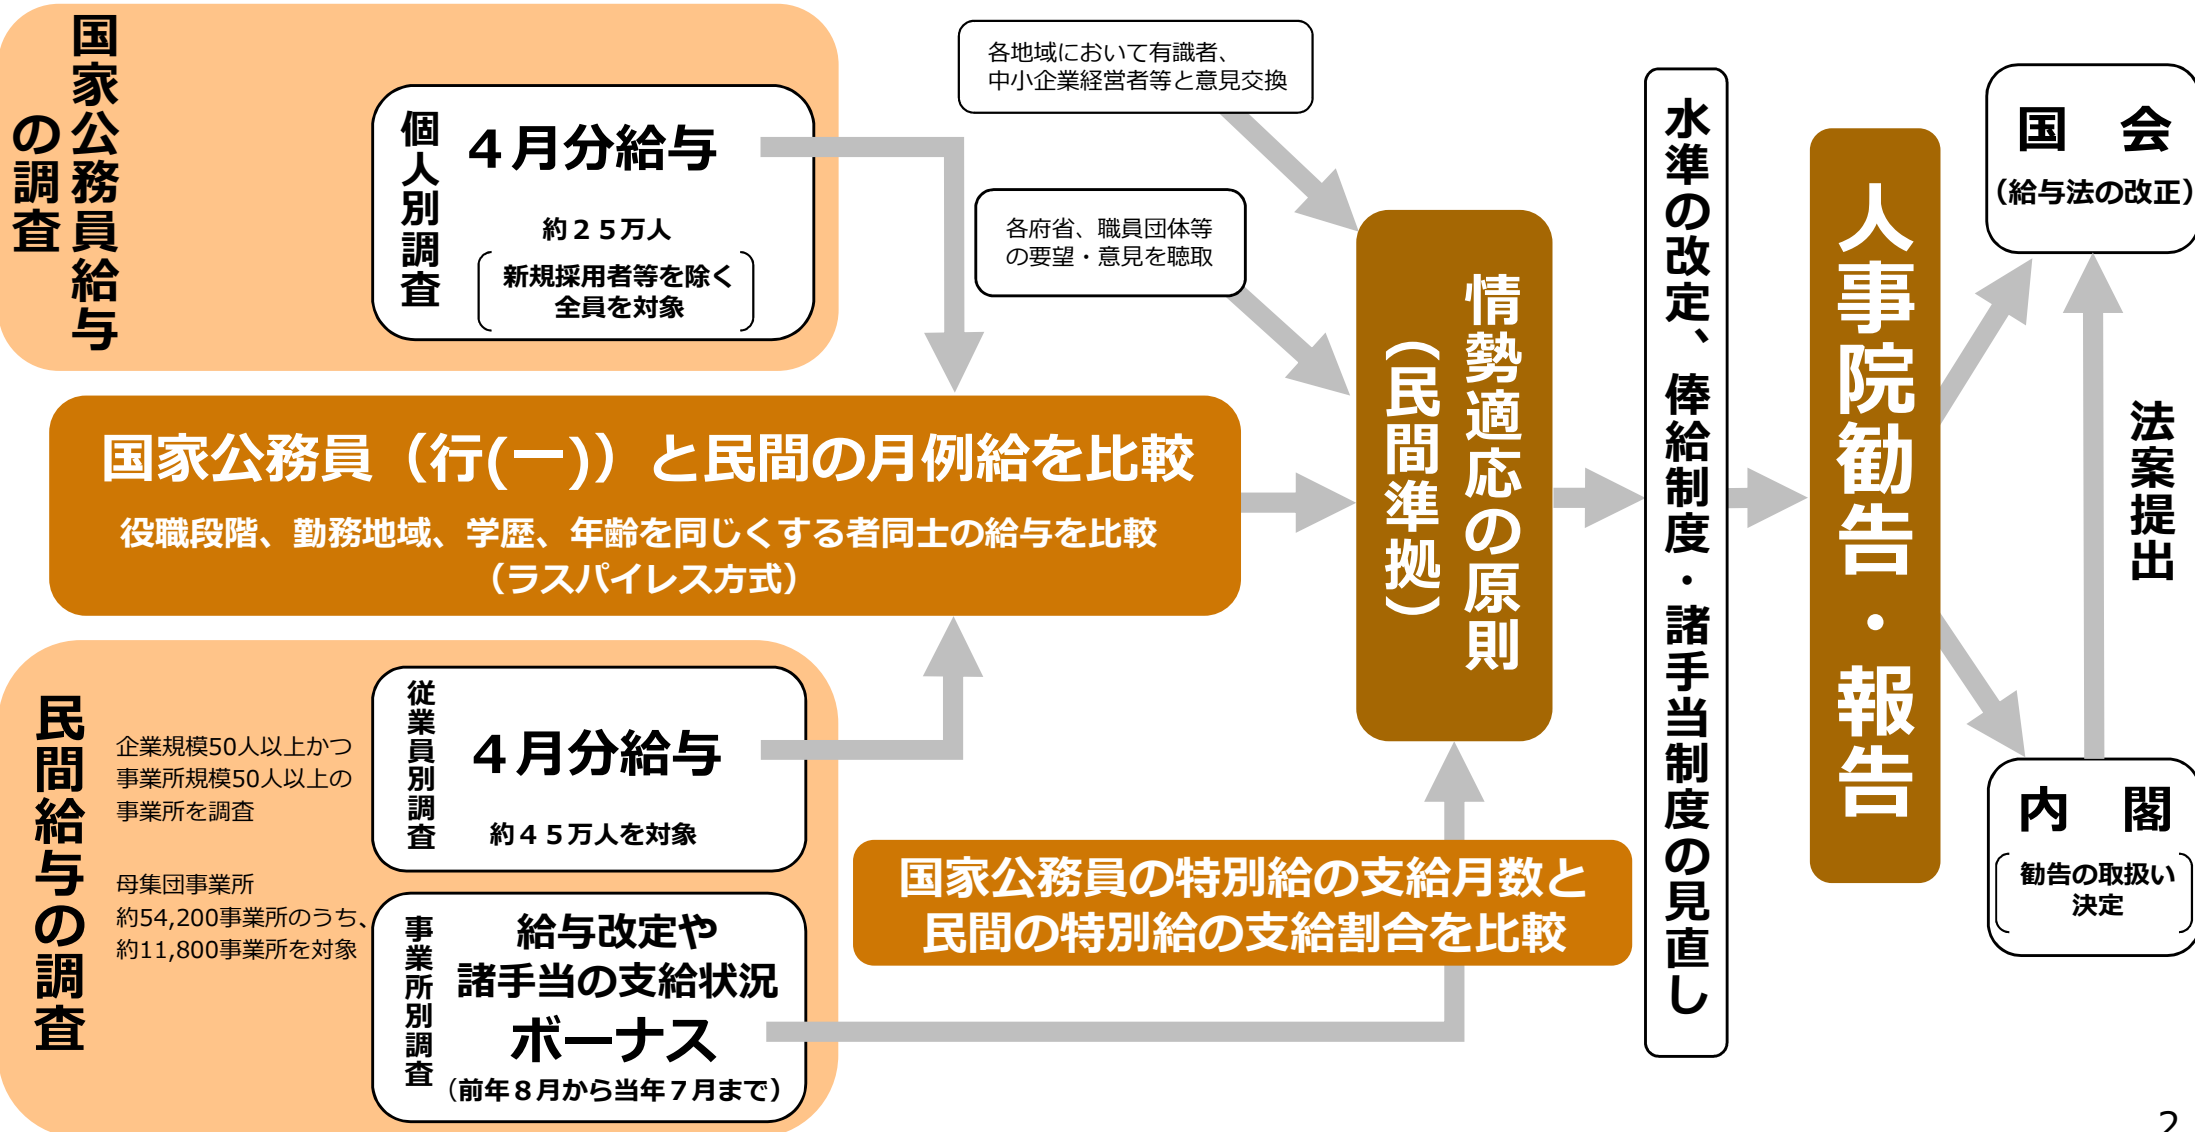 国家公務員給与
の調査
個人別調査
４月分給与
約２５万人
新規採用者等を除く
全員を対象
各地域において有識者、
中小企業経営者等と意見交換
各府省、職員団体等
の要望・意見を聴取
国家公務員（行(一)）と民間の月例給を比較
役職段階、勤務地域、学歴、年齢を同じくする者同士の給与を比較
（ラスパイレス方式）
民間給与の調査
企業規模50人以上かつ
事業所規模50人以上の
事業所を調査
母集団事業所
約54,200事業所のうち、
約11,800事業所を対象
従業員別調査
４月分給与
約４５万人を対象
事業所別調査
給与改定や
諸手当の支給状況
ボーナス
（前年８月から当年７月まで）
国家公務員の特別給の支給月数と
民間の特別給の支給割合を比較
情勢適応の原則
（民間準拠）
水準の改定、俸給制度・諸手当制度の見直し
人事院勧告・報告
国　会
（給与法の改正）
法案提出
内　閣
勧告の取扱い
決定
2